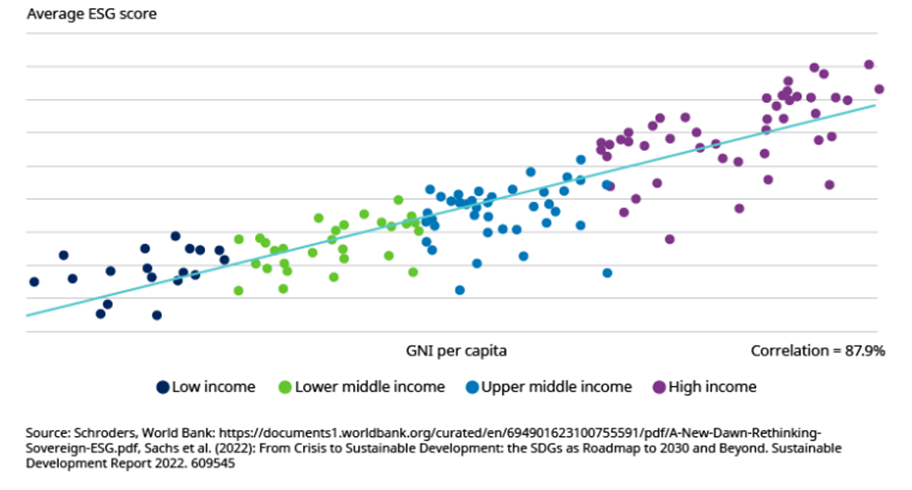 Average ESG score
GNI per capita
Correlation = 87.9%
Low income
Lower middle income
Upper middle income
High income
Source: Schroders, World Bank: https://documents1.worldbank.org/curated/en/694901623100755591/pdf/A-New-Dawn-Rethinking-
Sovereign-ESG.pdf, Sachs et al. (2022): From Crisis to Sustainable Development: the SDGs as Roadmap to 2030 and Beyond. Sustainable
Development Report 2022. 609545